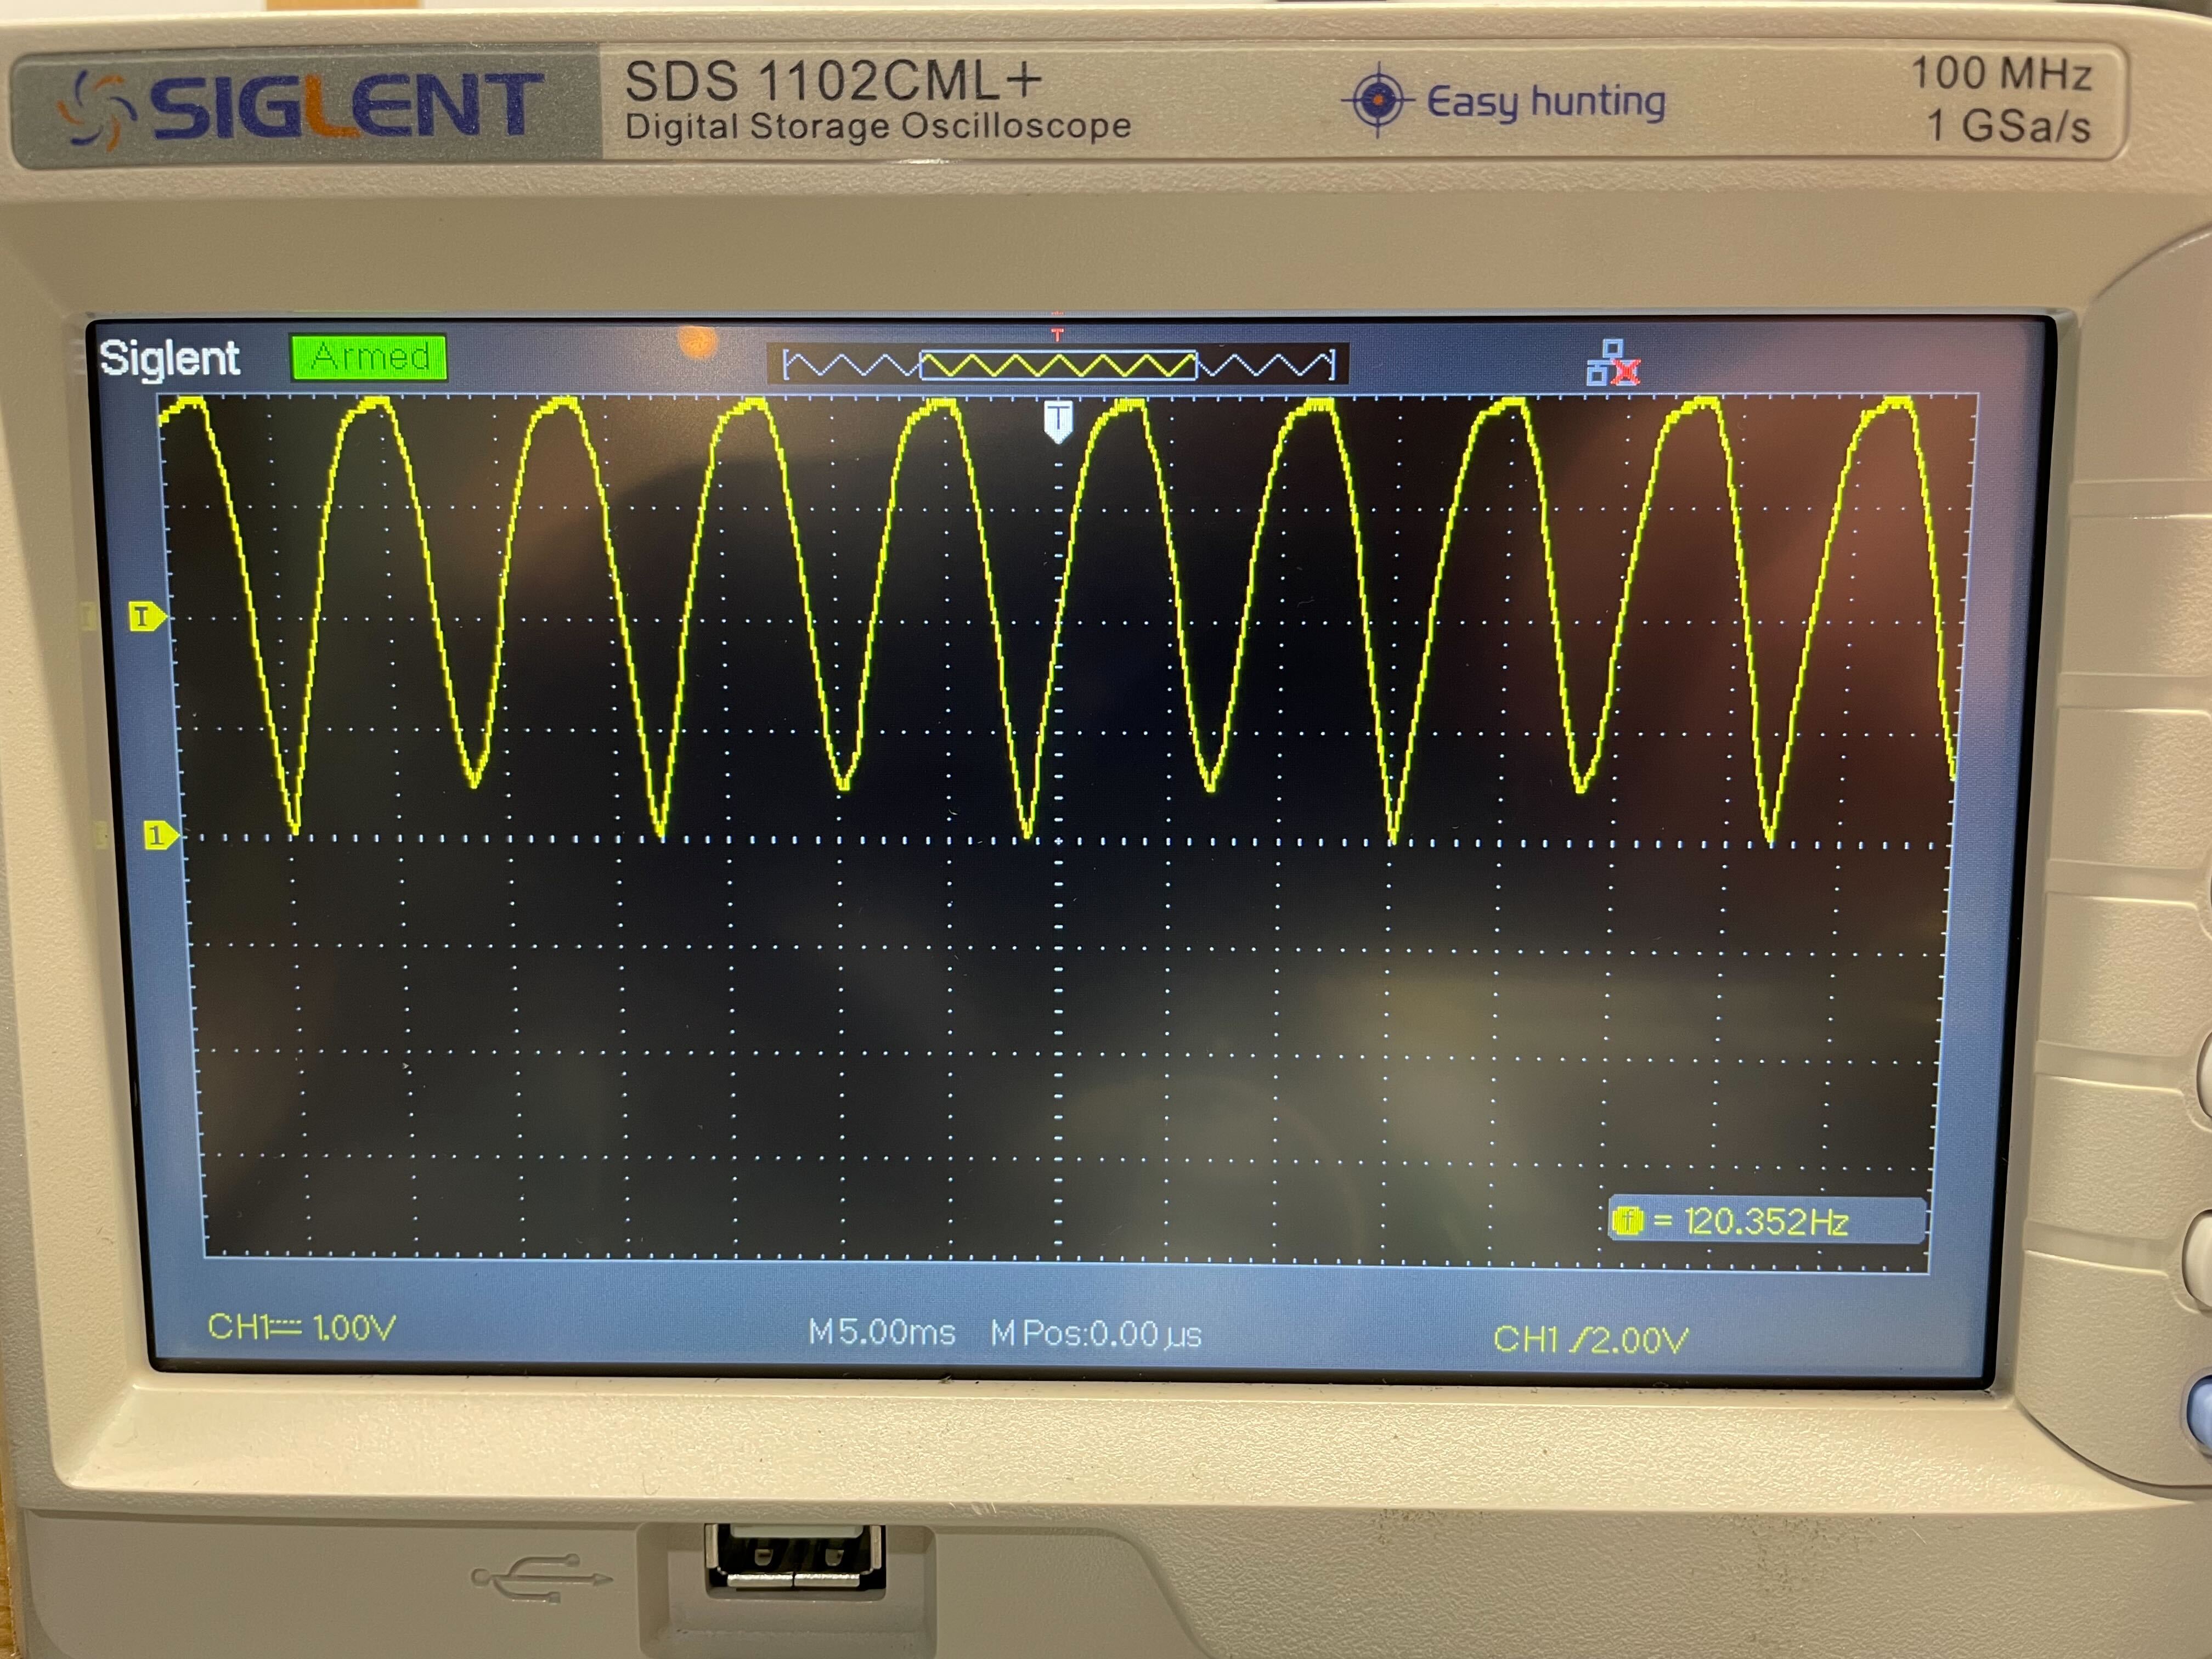 SIGLENT
SDS 1102CML+
Digital Storage Oscilloscope
Easy hunting
100 MHz
1 GSa/s
Siglent
Armed
T
T
T
1
f = 120.352Hz
CH1 1.00V
M 5.00ms
M Pos:0.00µs
CH1 /2.00V